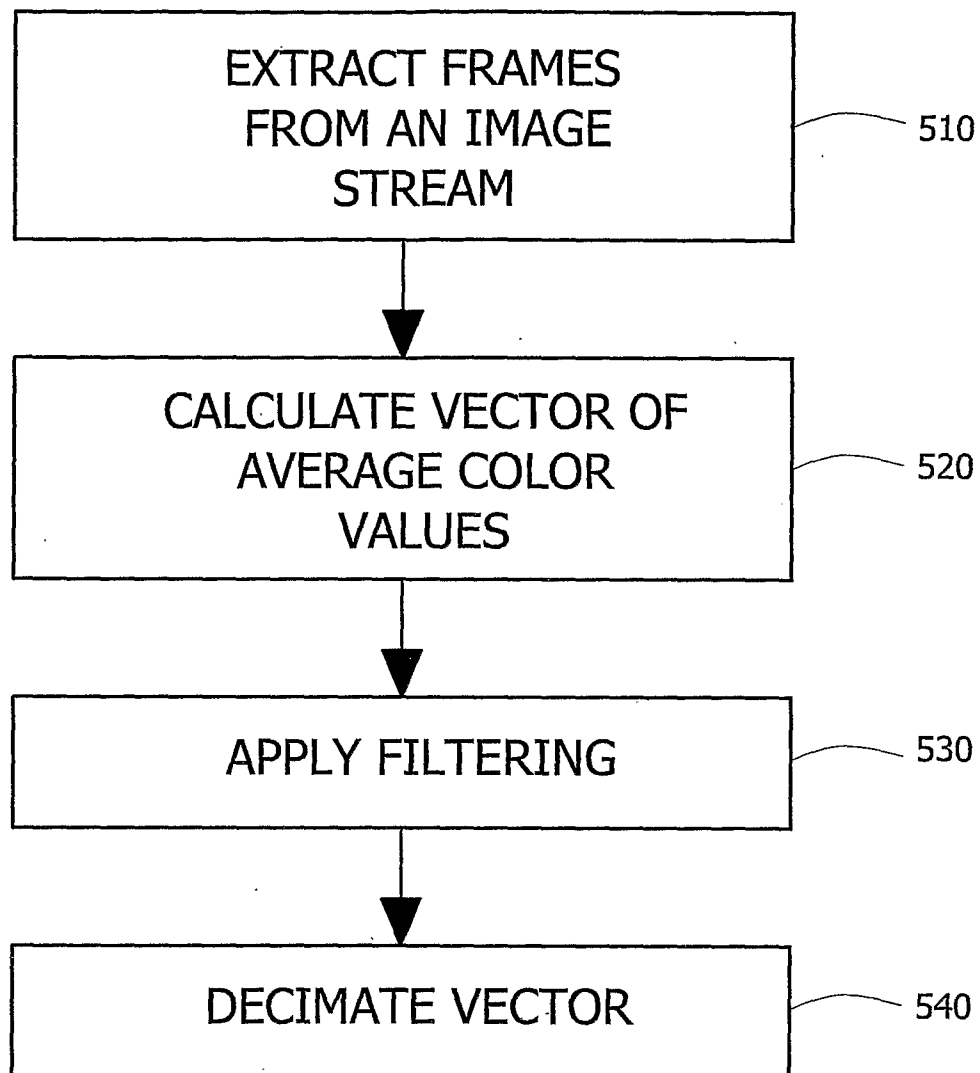 EXTRACT FRAMES
FROM AN IMAGE
STREAM
510
CALCULATE VECTOR OF
AVERAGE COLOR
VALUES
520
APPLY FILTERING
530
DECIMATE VECTOR
540